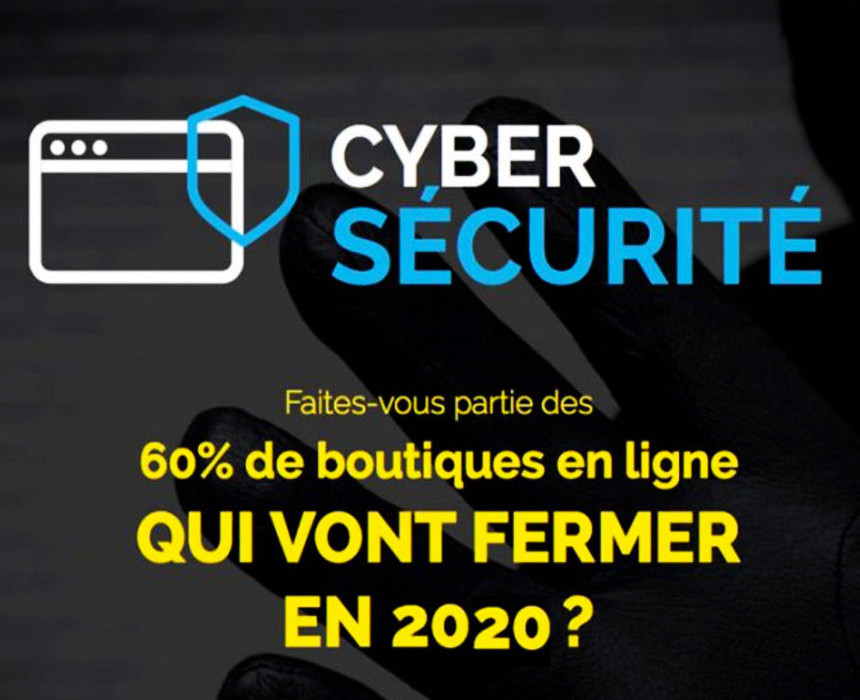 CYBER
SÉCURITÉ
Faites-vous partie des
60% de boutiques en ligne
QUI VONT FERMER
EN 2020 ?